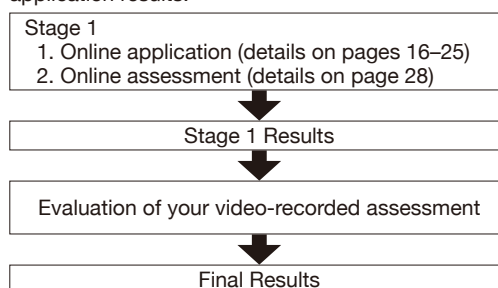 application results.
Stage 1
1. Online application (details on pages 16–25)
2. Online assessment (details on page 28)
Stage 1 Results
Evaluation of your video-recorded assessment
Final Results